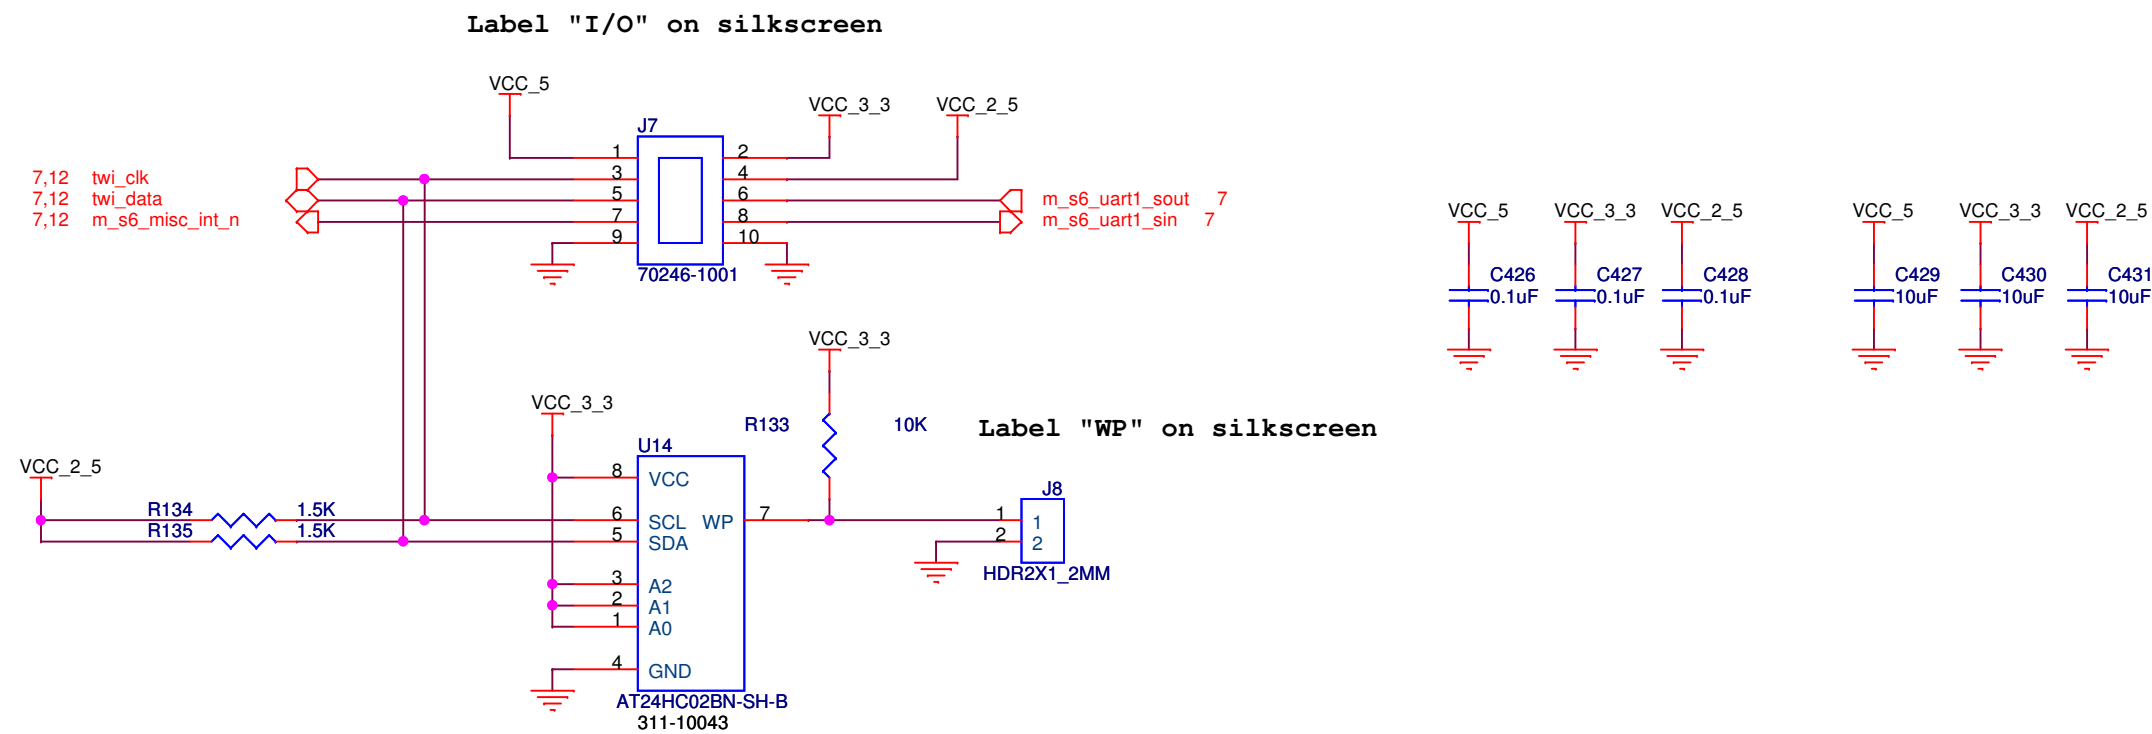 Label "I/O" on silkscreen
VCC_5
VCC_3_3 VCC_2_5
J7
1 2
7,12 twi_clk 3 4
7,12 twi_data 5 6 m_s6_uart1_sout 7
7,12 m_s6_misc_int_n 7 8 m_s6_uart1_sin 7
9 10
70246-1001
VCC_5 VCC_3_3 VCC_2_5 VCC_5 VCC_3_3 VCC_2_5
C426 C427 C428 C429 C430 C431
0.1uF 0.1uF 0.1uF 10uF 10uF 10uF
VCC_3_3
VCC_3_3
R133 10K Label "WP" on silkscreen
U14
VCC_2_5
8 VCC
J8
R134 1.5K 6 SCL WP 7 1 1
R135 1.5K 5 SDA 2 2
HDR2X1_2MM
3 A2
2 A1
1 A0
4 GND
AT24HC02BN-SH-B
311-10043